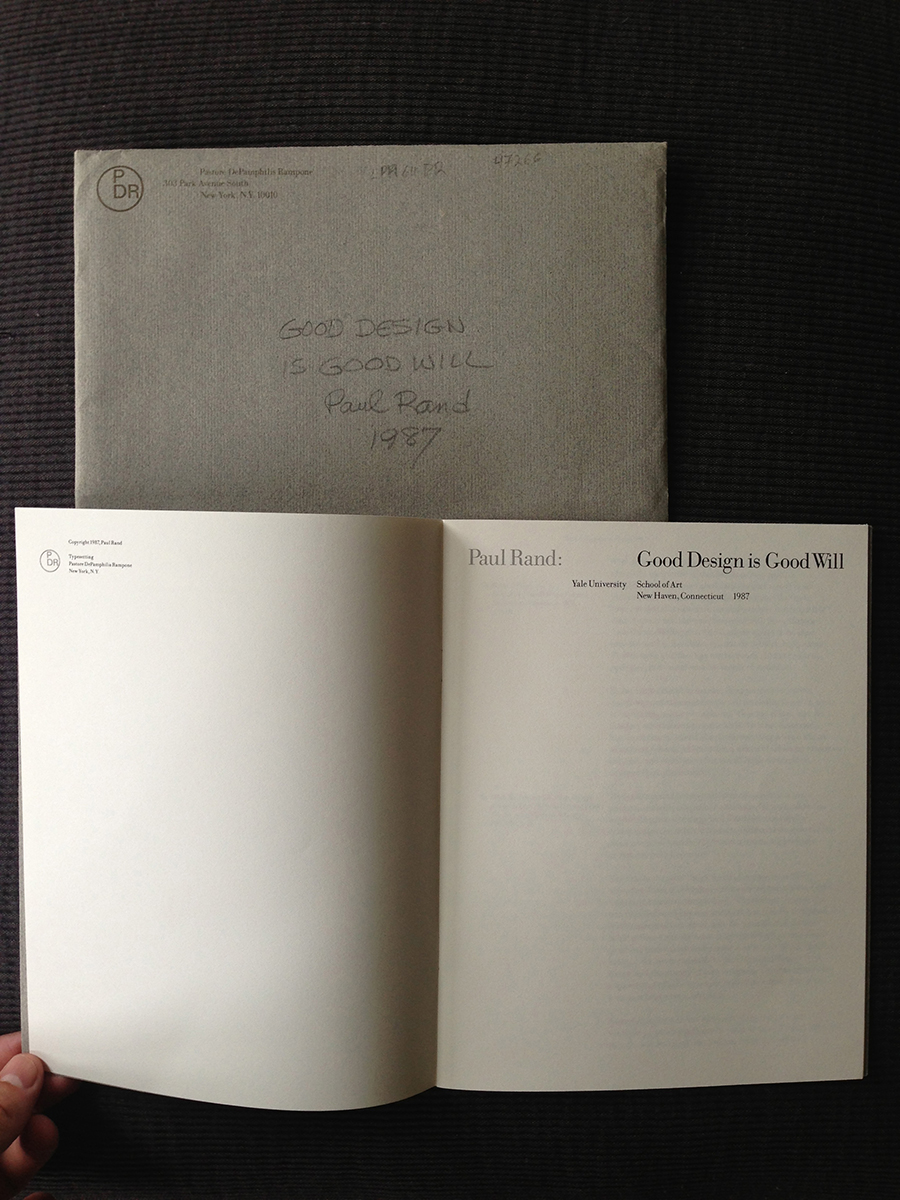 P
DR
Pastore DePamphilis Rampone
303 Park Avenue South
New York, N.Y. 10010
GOOD DESIGN
IS GOOD WILL
Paul Rand
1987
Copyright 1987, Paul Rand
P
DR
Typesetting
Pastore DePamphilis Rampone
New York, N.Y.
Paul Rand: Good Design is Good Will
Yale University School of Art
New Haven, Connecticut 1987